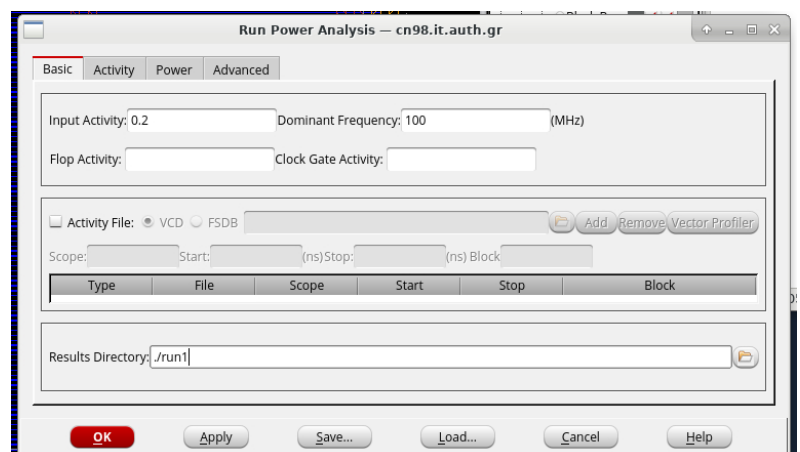 Run Power Analysis — cn98.it.auth.gr
Basic Activity Power Advanced
Input Activity: 0.2 Dominant Frequency: 100 (MHz)
Flop Activity: Clock Gate Activity:
Activity File: VCD FSDB Add Remove Vector Profiler
Scope: Start: (ns) Stop: (ns) Block
Type File Scope Start Stop Block
Results Directory: ./run1
OK Apply Save... Load... Cancel Help